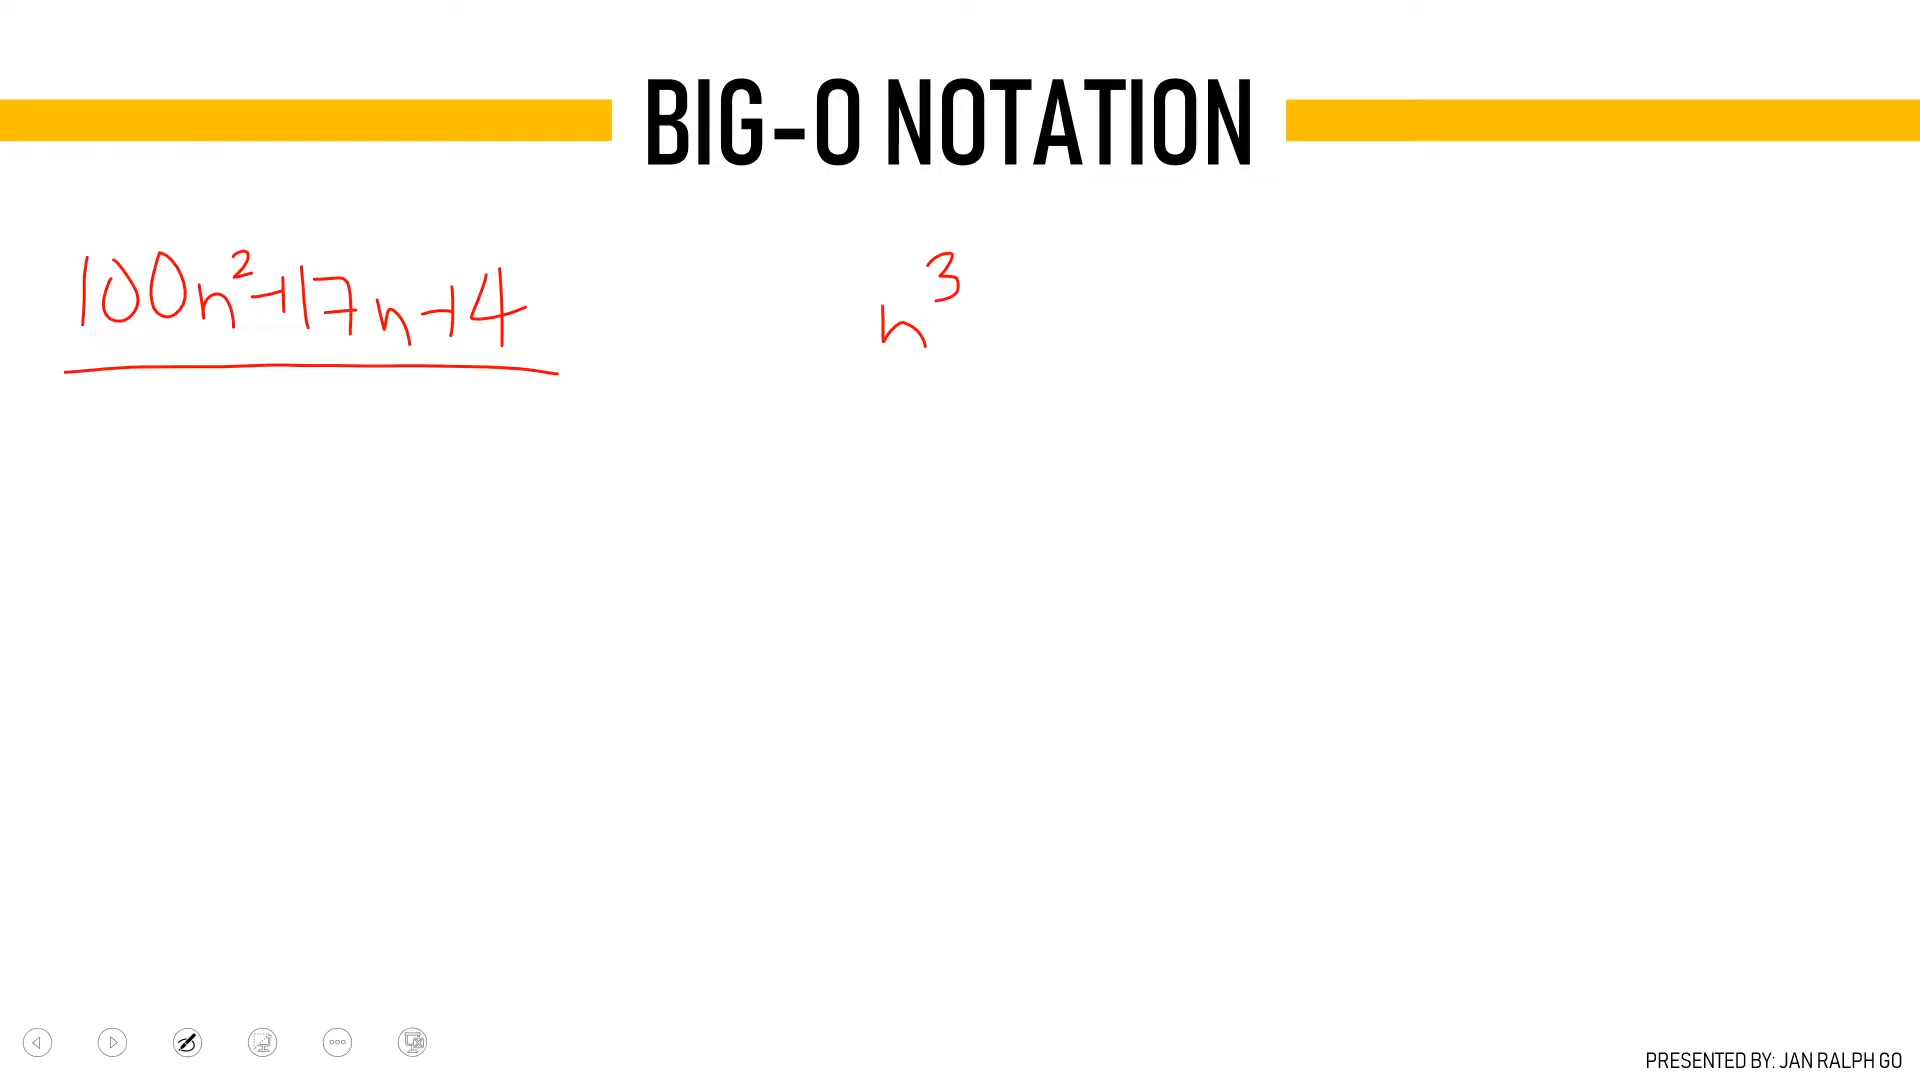 BIG-O NOTATION
100n²+17n+4
n³
PRESENTED BY: JAN RALPH GO